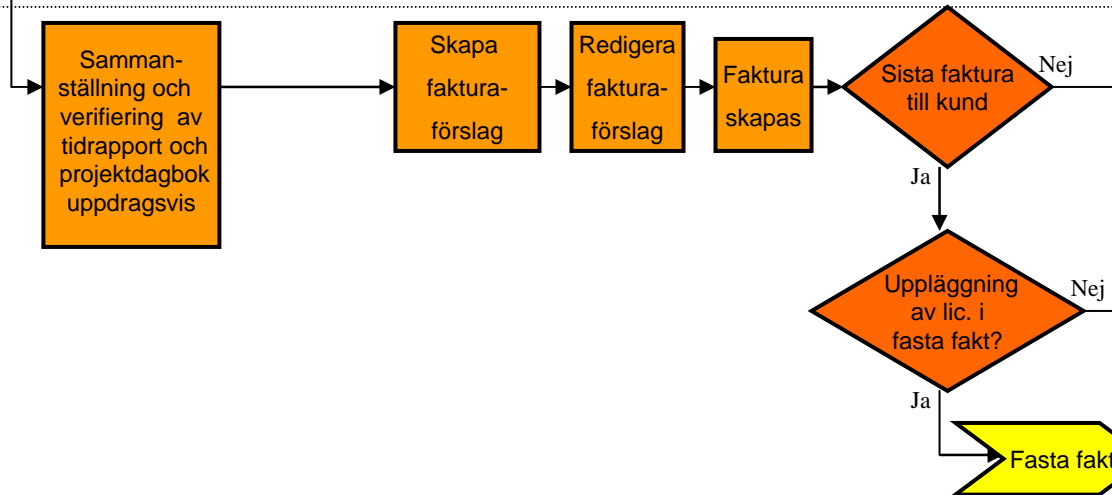 Samman-
ställning och
verifiering av
tidrapport och
projektdagbok
uppdragsvis
Skapa
faktura-
förslag
Redigera
faktura-
förslag
Faktura
skapas
Sista faktura
till kund
Nej
Ja
Uppläggning
av lic. i
fasta fakt?
Nej
Ja
Fasta fakt